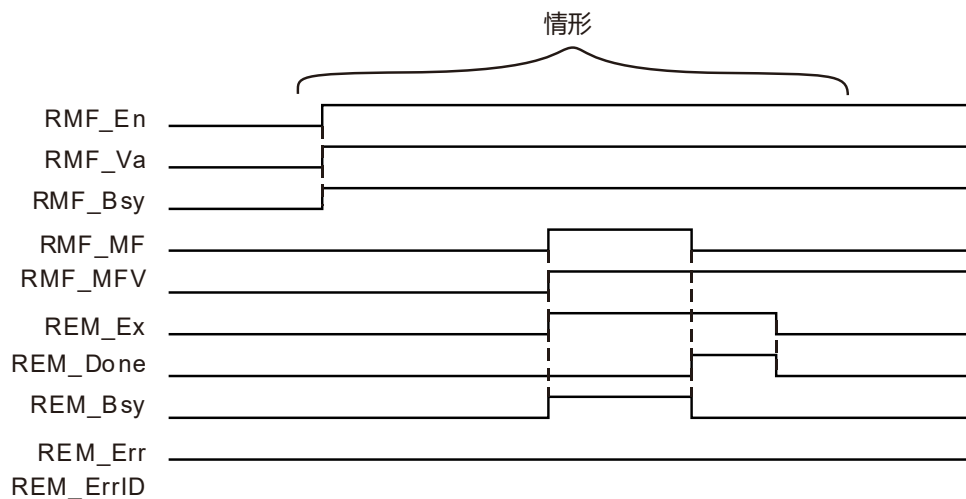 情形
RMF_En
RMF_Va
RMF_Bsy
RMF_MF
RMF_MFV
REM_Ex
REM_Done
REM_Bsy
REM_Err
REM_ErrID